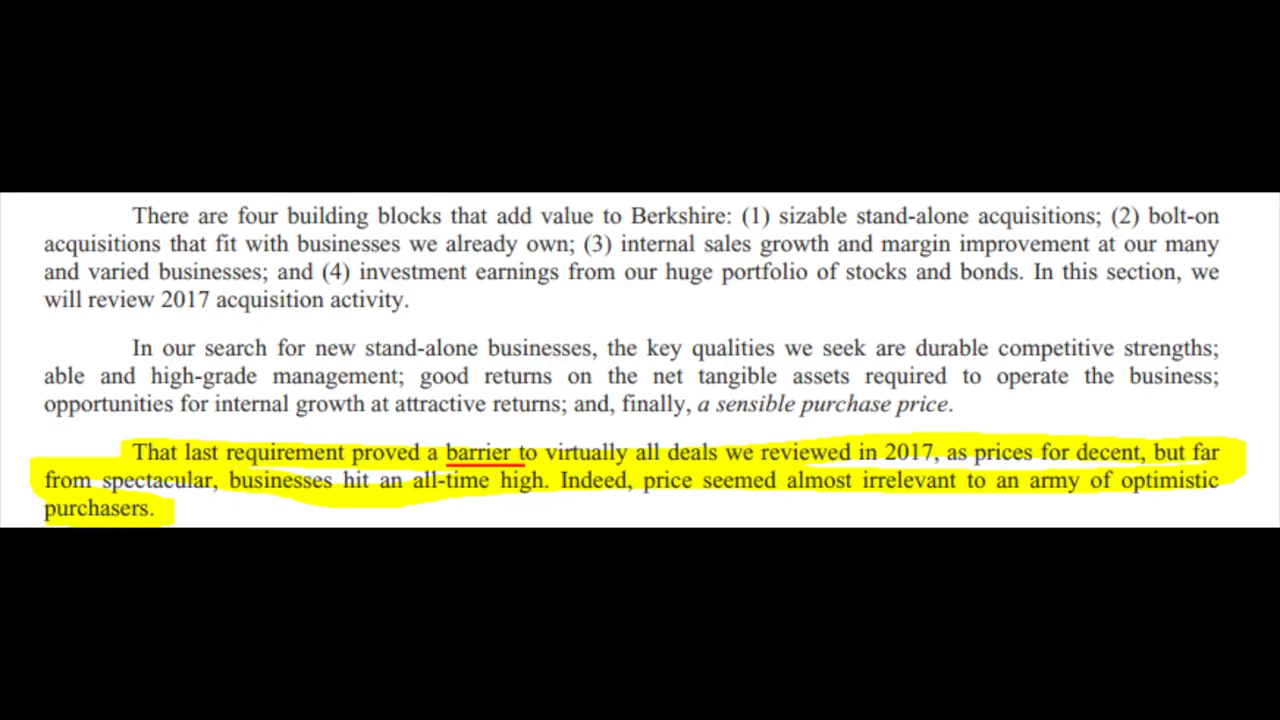 There are four building blocks that add value to Berkshire: (1) sizable stand-alone acquisitions; (2) bolt-on
acquisitions that fit with businesses we already own; (3) internal sales growth and margin improvement at our many
and varied businesses; and (4) investment earnings from our huge portfolio of stocks and bonds. In this section, we
will review 2017 acquisition activity.
In our search for new stand-alone businesses, the key qualities we seek are durable competitive strengths;
able and high-grade management; good returns on the net tangible assets required to operate the business;
opportunities for internal growth at attractive returns; and, finally, a sensible purchase price.
That last requirement proved a barrier to virtually all deals we reviewed in 2017, as prices for decent, but far
from spectacular, businesses hit an all-time high. Indeed, price seemed almost irrelevant to an army of optimistic
purchasers.